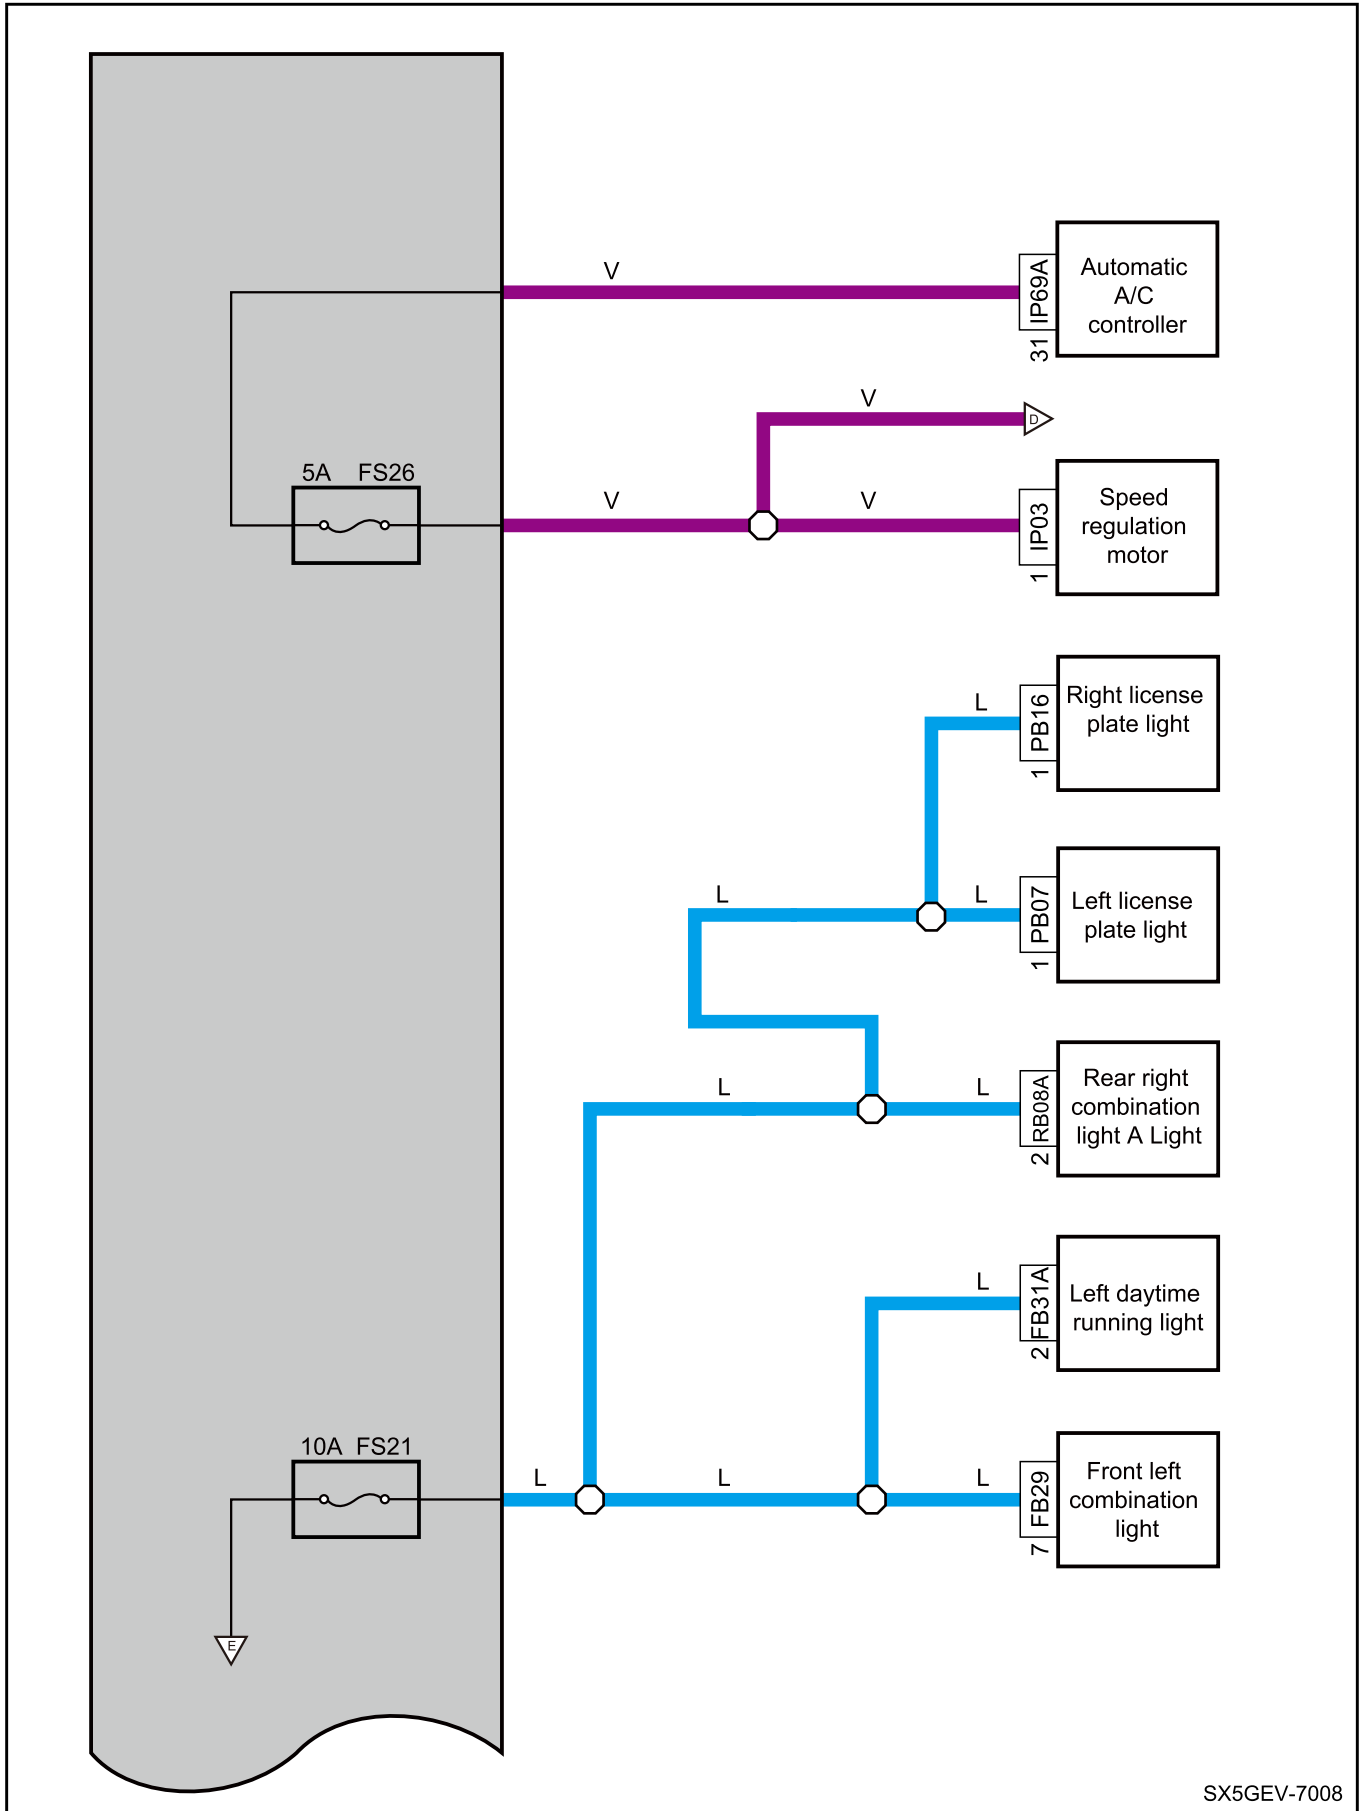 V
IP69A
31
Automatic
A/C
controller
V
D
5A FS26
V
V
IP03
1
Speed
regulation
motor
L
PB16
1
Right license
plate light
L
L
PB07
1
Left license
plate light
L
L
RB08A
2
Rear right
combination
light A Light
L
FB31A
2
Left daytime
running light
10A FS21
L
L
L
FB29
7
Front left
combination
light
E
SX5GEV-7008